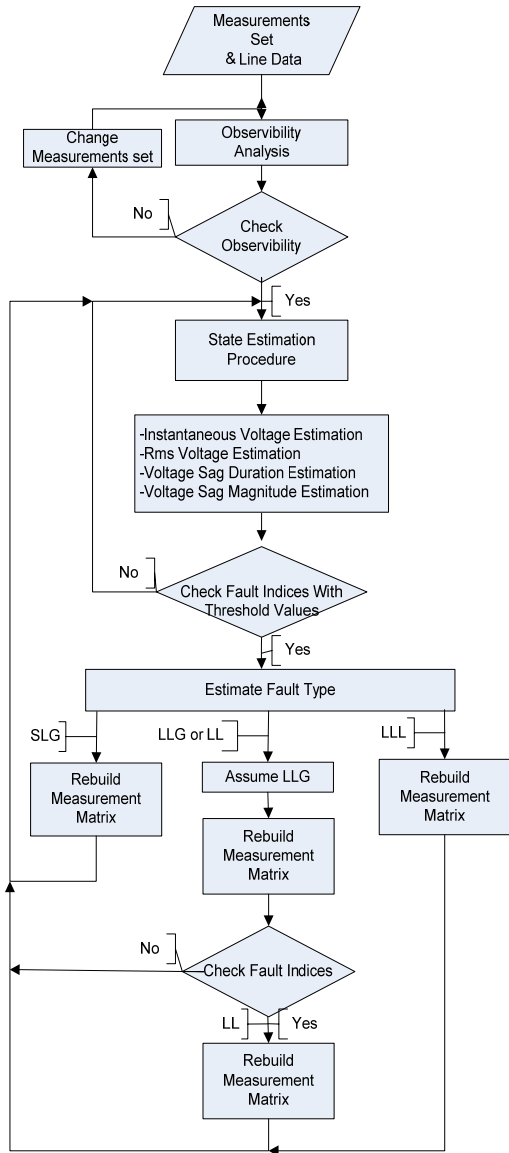 Measurements
Set
& Line Data
Change
Measurements set
Observibility
Analysis
No
Check
Observibility
Yes
State Estimation
Procedure
-Instantaneous Voltage Estimation
-Rms Voltage Estimation
-Voltage Sag Duration Estimation
-Voltage Sag Magnitude Estimation
No
Check Fault Indices With
Threshold Values
Yes
Estimate Fault Type
SLG
LLG or LL
LLL
Rebuild
Measurement
Matrix
Assume LLG
Rebuild
Measurement
Matrix
Rebuild
Measurement
Matrix
No
Check Fault Indices
LL
Yes
Rebuild
Measurement
Matrix